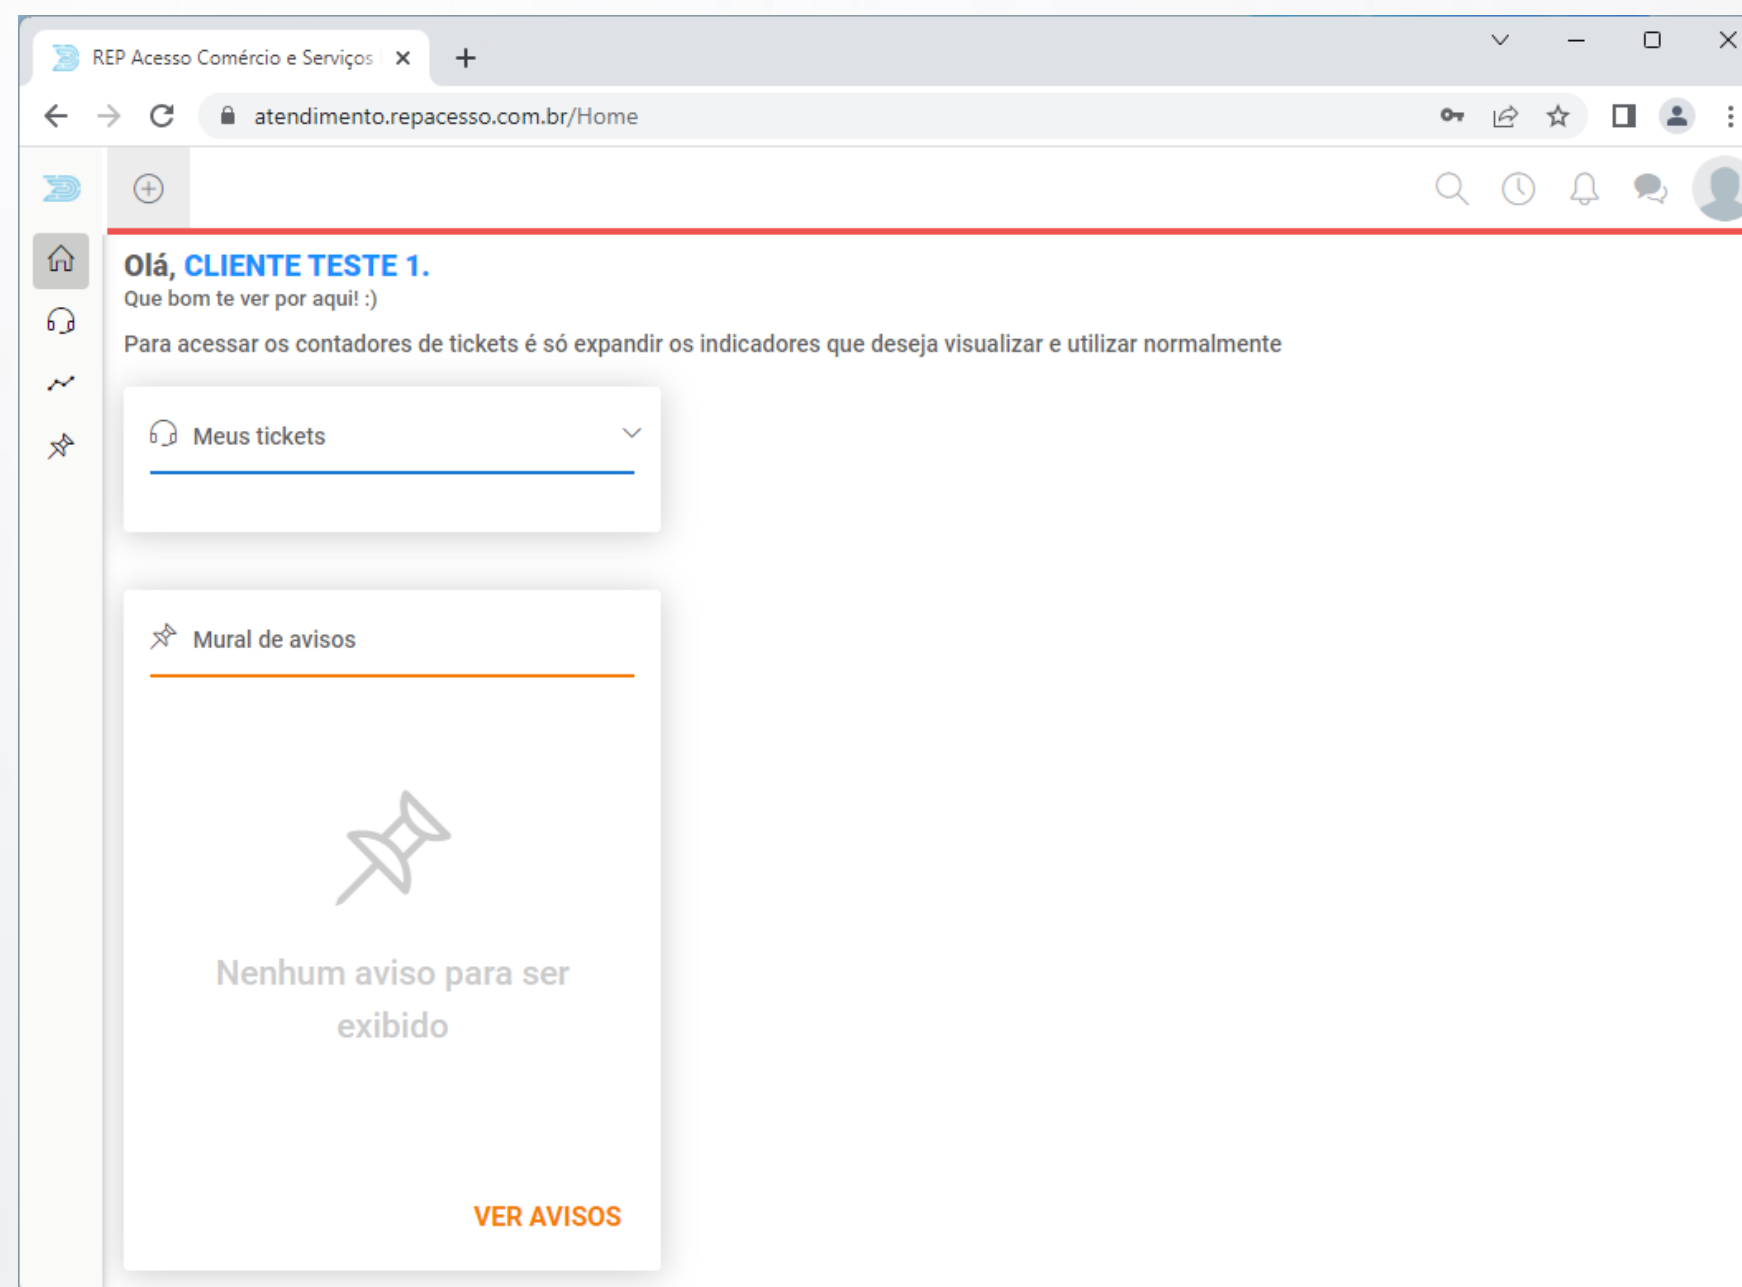 REP Acesso Comércio e Serviços
atendimento.repacesso.com.br/Home
Olá, CLIENTE TESTE 1.
Que bom te ver por aqui! :)
Para acessar os contadores de tickets é só expandir os indicadores que deseja visualizar e utilizar normalmente
Meus tickets
Mural de avisos
Nenhum aviso para ser
exibido
VER AVISOS